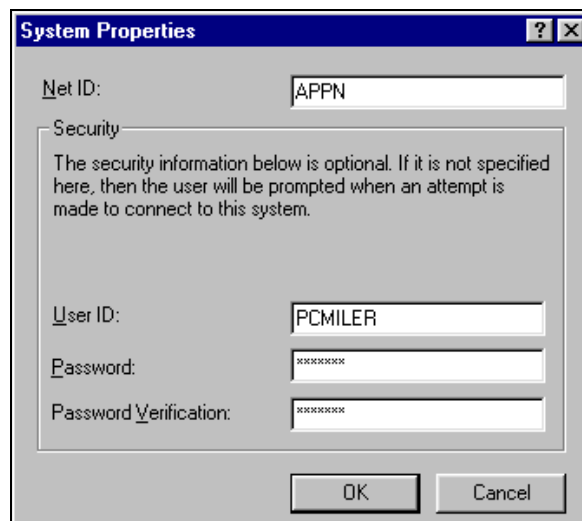 System Properties
Net ID: APPN
Security
The security information below is optional. If it is not specified
here, then the user will be prompted when an attempt is
made to connect to this system.
User ID: PCMILER
Password: *******
Password Verification: *******
OK Cancel